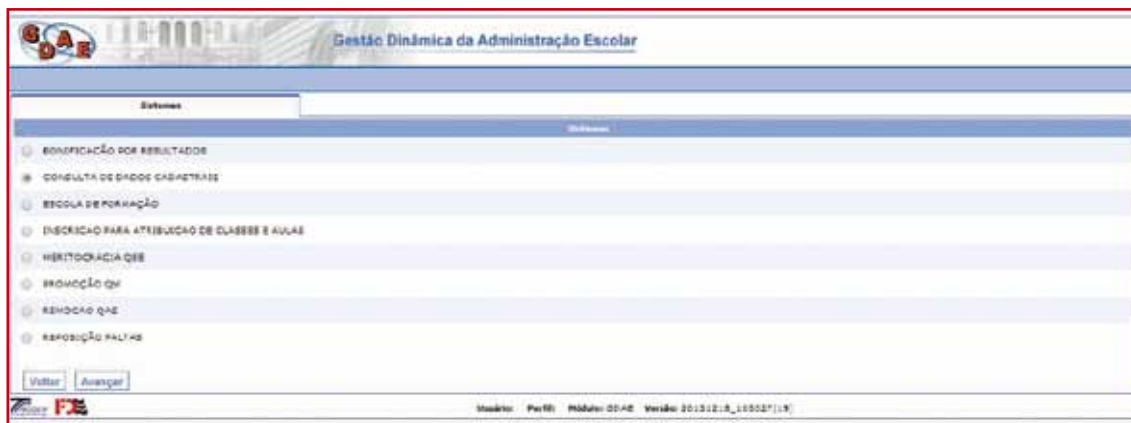 GDAE
Gestão Dinâmica da Administração Escolar
Sistemas
Sistemas
BONIFICAÇÃO POR RESULTADOS
CONSULTA DE DADOS CADASTRAIS
ESCOLA DE FORMAÇÃO
INSCRICAO PARA ATRIBUICAO DE CLASSES E AULAS
MERITOCRACIA QSE
PROMOÇÃO QM
REMOCAO QAE
REPOSIÇÃO FALTAS
Voltar Avançar
Usuário: Perfil: Módulo: GDAE Versão: